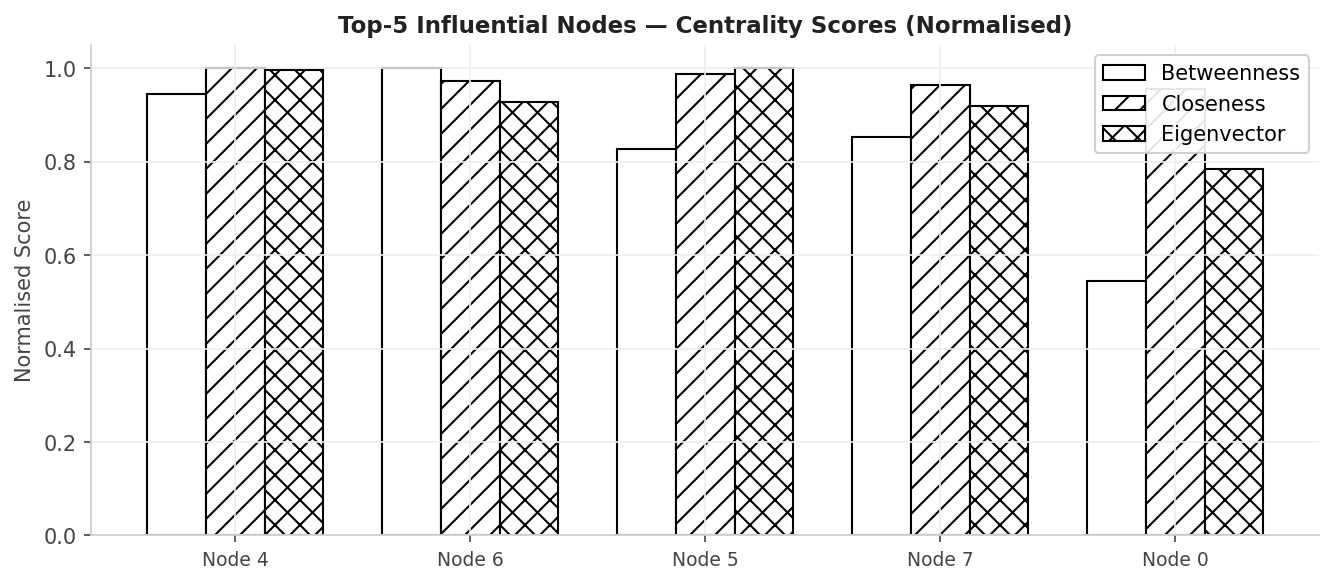 Top-5 Influential Nodes — Centrality Scores (Normalised)
Betweenness
Closeness
Eigenvector
Normalised Score
1.0
0.8
0.6
0.4
0.2
0.0
Node 4
Node 6
Node 5
Node 7
Node 0